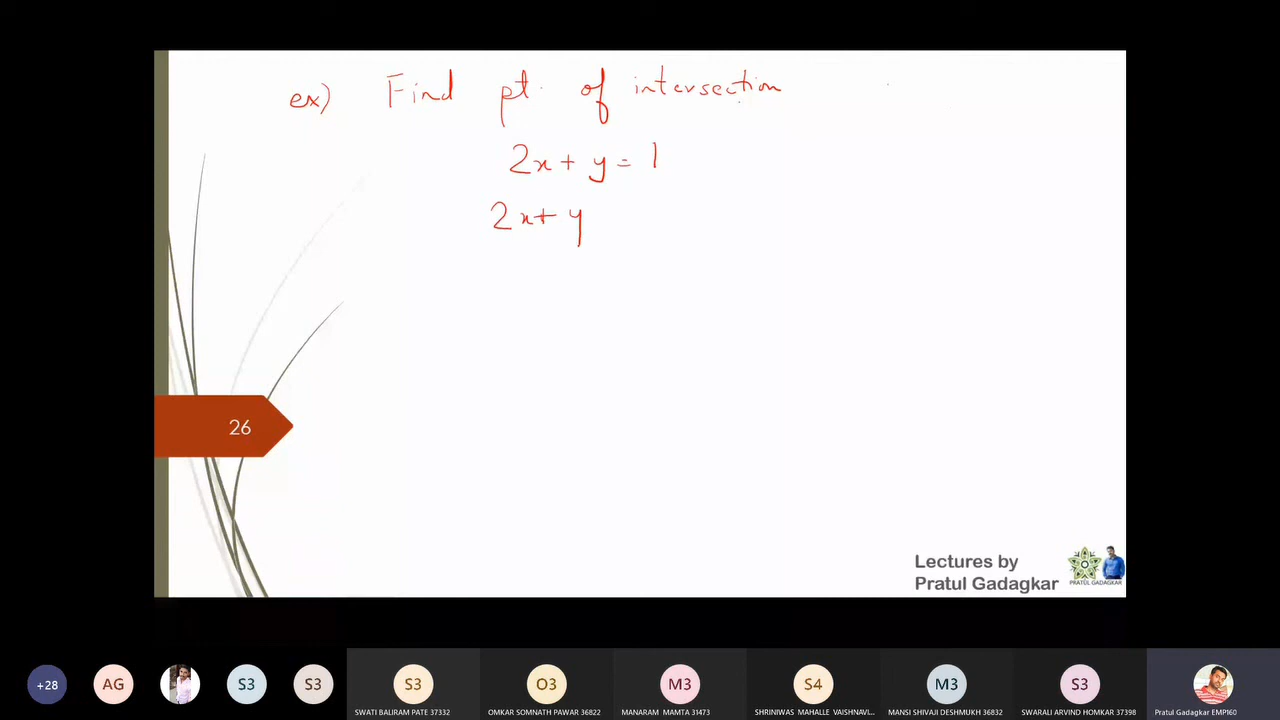 ex) Find pt. of intersection
2x + y = 1
2x + y
26
Lectures by
Pratul Gadagkar
PRATUL GADAGKAR
+28
AG
S3
S3
S3
O3
M3
S4
M3
S3
SWATI BALIRAM PATE 37332
OMKAR SOMNATH PAWAR 36822
MANARAM MAMTA 31473
SHRINIWAS MAHALLE VAISHNAVI...
MANSI SHIVAJI DESHMUKH 36832
SWARALI ARVIND HOMKAR 37398
Pratul Gadagkar EMP160